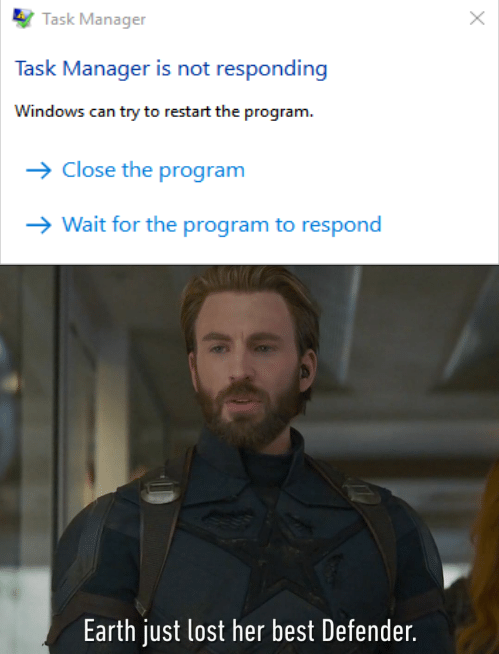 Task Manager
Task Manager is not responding
Windows can try to restart the program.
→ Close the program
→ Wait for the program to respond
Earth just lost her best Defender.